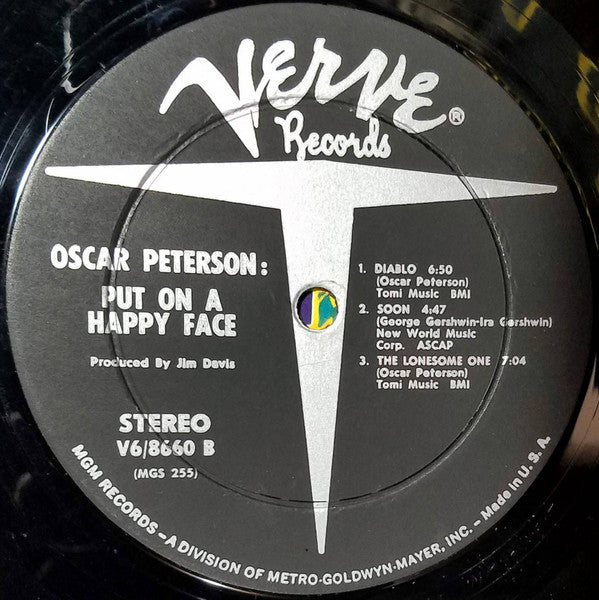 Verve®
Records
OSCAR PETERSON:
PUT ON A
HAPPY FACE
Produced By Jim Davis
STEREO
V6/8660 B
(MGS 255)
1. DIABLO 6:50
(Oscar Peterson)
Tomi Music BMI
2. SOON 4:47
(George Gershwin-Ira Gershwin)
New World Music
Corp. ASCAP
3. THE LONESOME ONE 7:04
(Oscar Peterson)
Tomi Music BMI
MGM RECORDS – A DIVISION OF METRO-GOLDWYN-MAYER, INC. – Made in U. S. A.